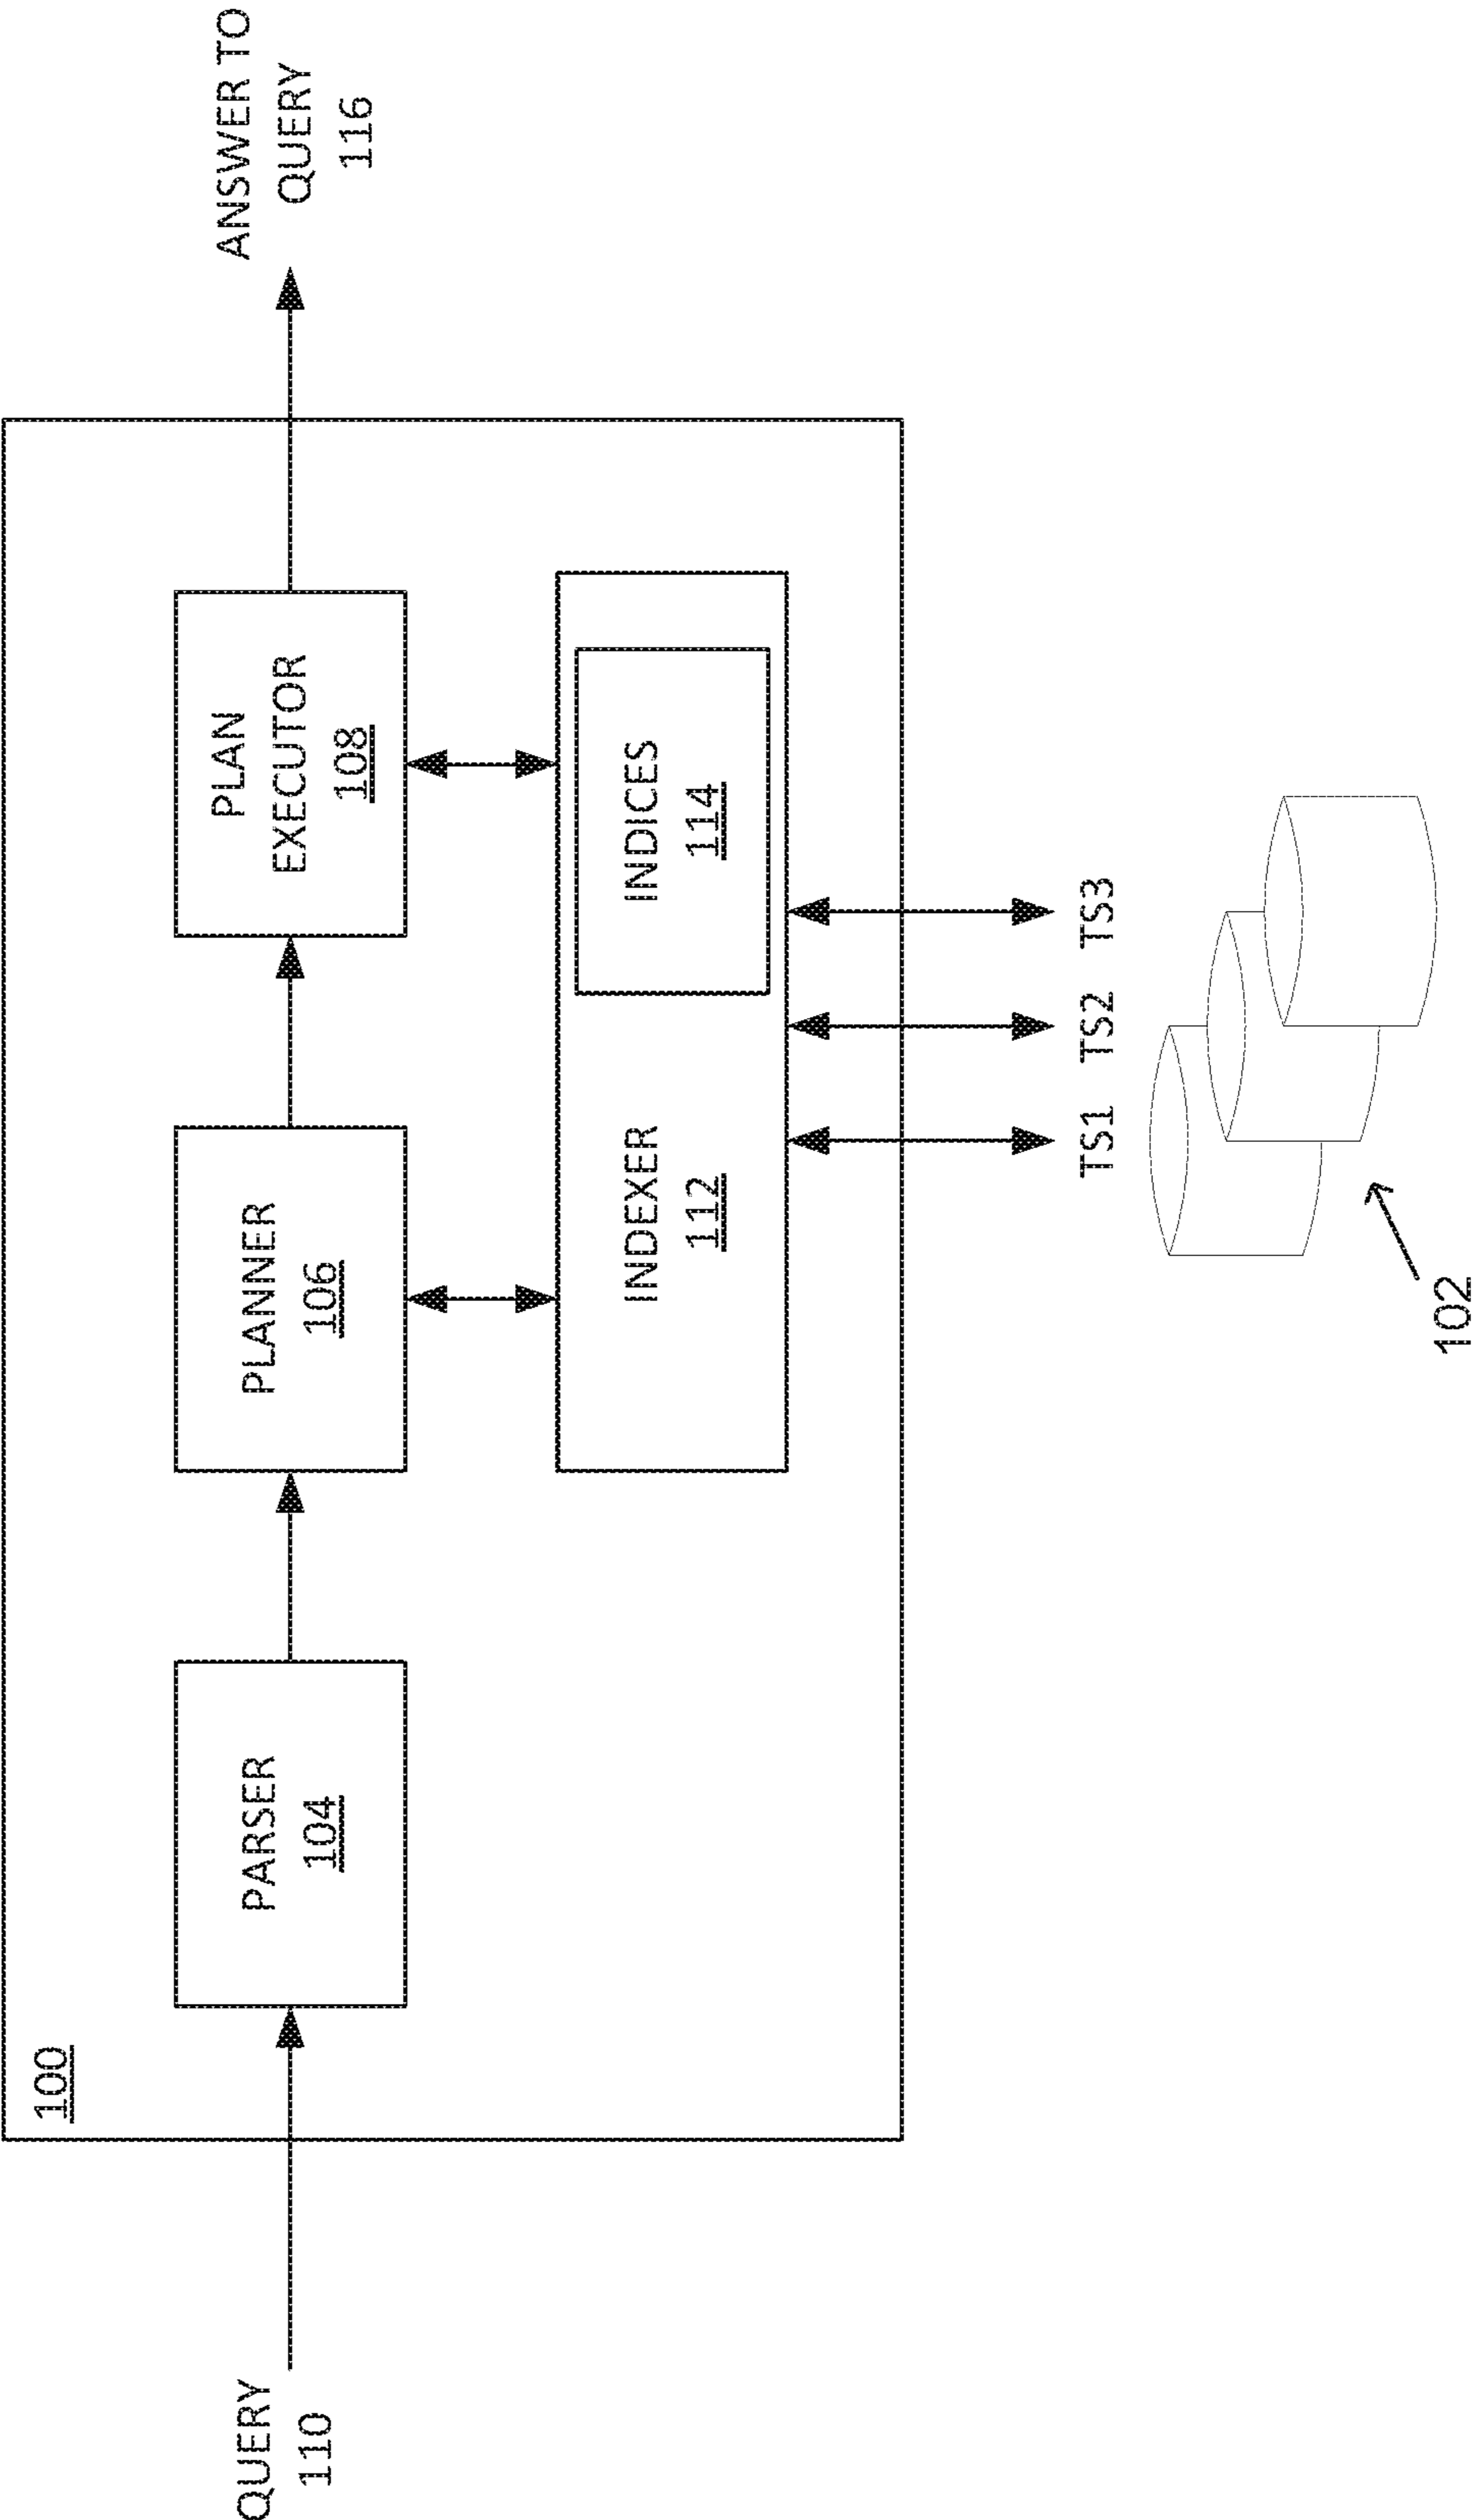 100
QUERY
110
PARSER
104
PLANNER
106
PLAN
EXECUTOR
108
ANSWER TO
QUERY
116
INDEXER
112
INDICES
114
TS1 TS2 TS3
102